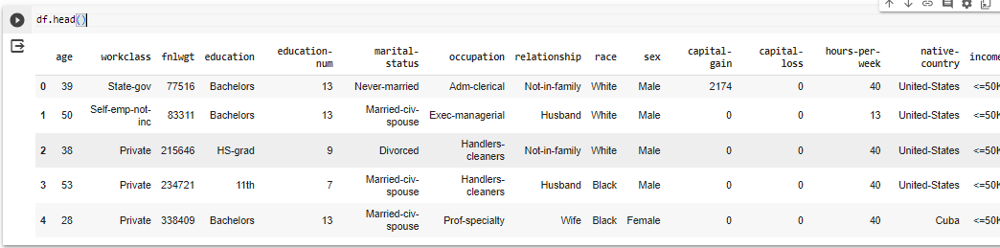 df.head()
age workclass fnlwgt education education-num marital-status occupation relationship race sex capital-gain capital-loss hours-per-week native-country income
0 39 State-gov 77516 Bachelors 13 Never-married Adm-clerical Not-in-family White Male 2174 0 40 United-States <=50K
1 50 Self-emp-not-inc 83311 Bachelors 13 Married-civ-spouse Exec-managerial Husband White Male 0 0 13 United-States <=50K
2 38 Private 215646 HS-grad 9 Divorced Handlers-cleaners Not-in-family White Male 0 0 40 United-States <=50K
3 53 Private 234721 11th 7 Married-civ-spouse Handlers-cleaners Husband Black Male 0 0 40 United-States <=50K
4 28 Private 338409 Bachelors 13 Married-civ-spouse Prof-specialty Wife Black Female 0 0 40 Cuba <=50K